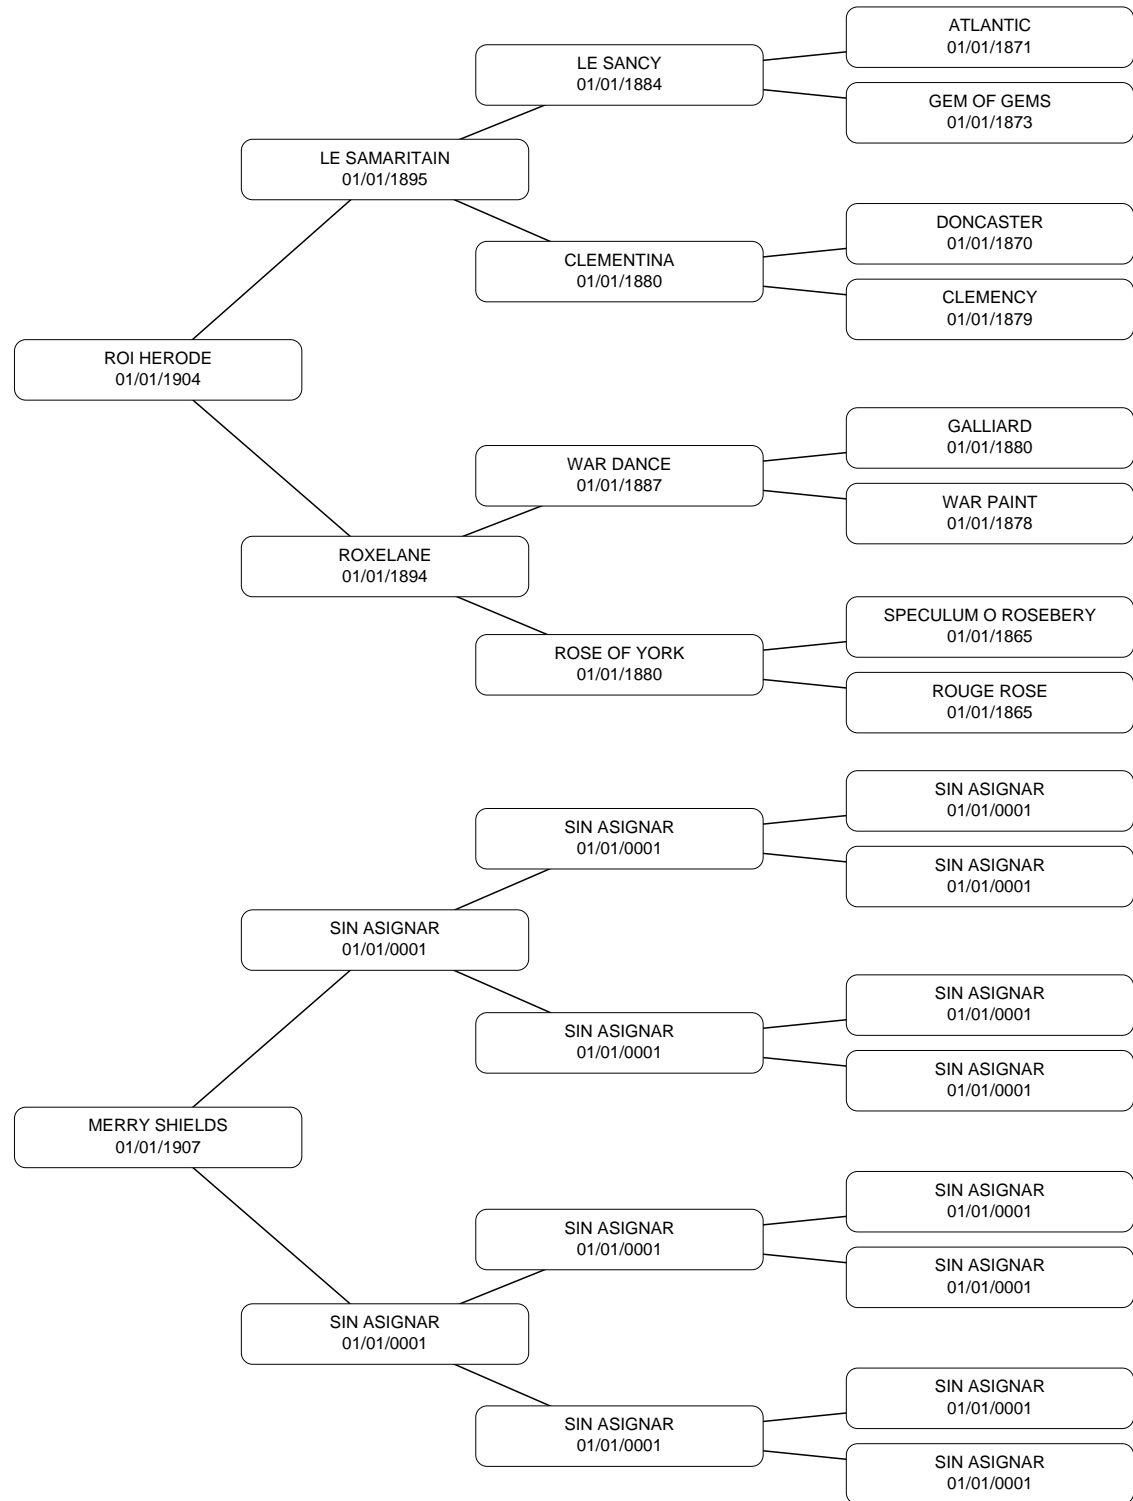 ATLANTIC
01/01/1871
LE SANCY
01/01/1884
GEM OF GEMS
01/01/1873
LE SAMARITAIN
01/01/1895
DONCASTER
01/01/1870
CLEMENTINA
01/01/1880
CLEMENCY
01/01/1879
ROI HERODE
01/01/1904
GALLIARD
01/01/1880
WAR DANCE
01/01/1887
WAR PAINT
01/01/1878
ROXELANE
01/01/1894
SPECULUM O ROSEBERY
01/01/1865
ROSE OF YORK
01/01/1880
ROUGE ROSE
01/01/1865
SIN ASIGNAR
01/01/0001
SIN ASIGNAR
01/01/0001
SIN ASIGNAR
01/01/0001
SIN ASIGNAR
01/01/0001
SIN ASIGNAR
01/01/0001
SIN ASIGNAR
01/01/0001
SIN ASIGNAR
01/01/0001
MERRY SHIELDS
01/01/1907
SIN ASIGNAR
01/01/0001
SIN ASIGNAR
01/01/0001
SIN ASIGNAR
01/01/0001
SIN ASIGNAR
01/01/0001
SIN ASIGNAR
01/01/0001
SIN ASIGNAR
01/01/0001
SIN ASIGNAR
01/01/0001